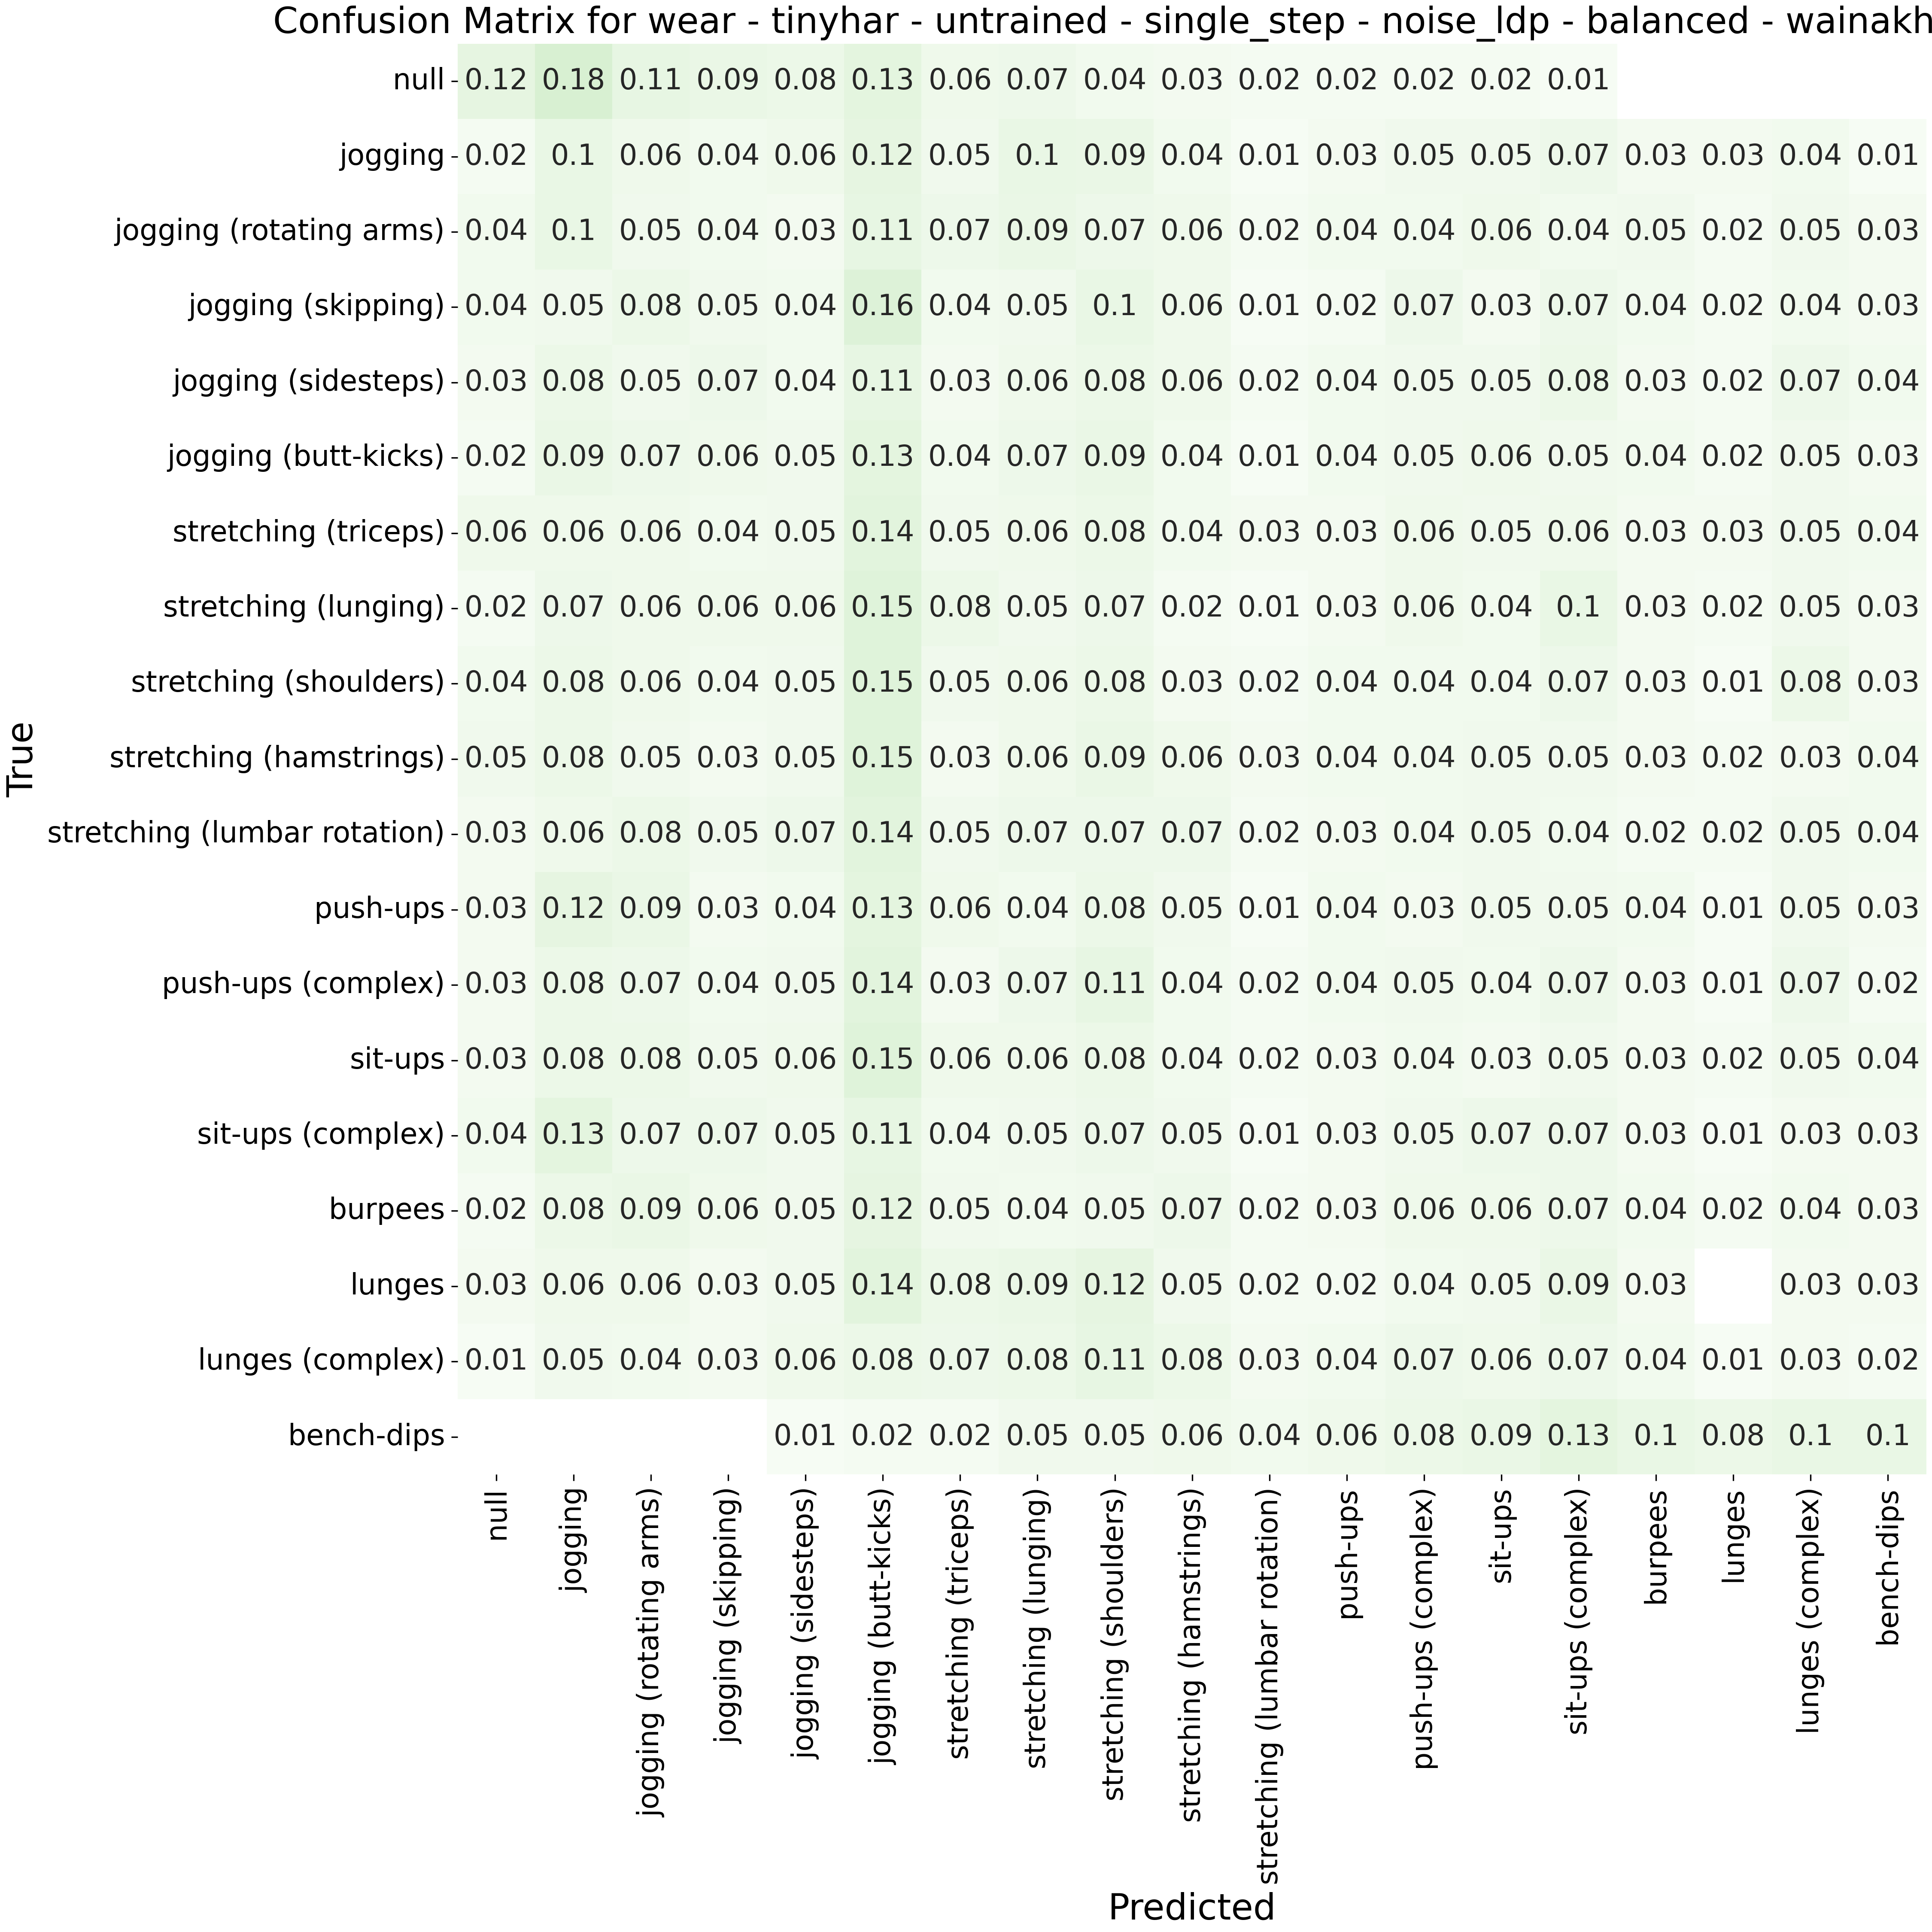 Confusion Matrix for wear - tinyhar - untrained - single_step - noise_ldp - balanced - wainakh
null 0.12 0.18 0.11 0.09 0.08 0.13 0.06 0.07 0.04 0.03 0.02 0.02 0.02 0.02 0.01
jogging 0.02 0.1 0.06 0.04 0.06 0.12 0.05 0.1 0.09 0.04 0.01 0.03 0.05 0.05 0.07 0.03 0.03 0.04 0.01
jogging (rotating arms) 0.04 0.1 0.05 0.04 0.03 0.11 0.07 0.09 0.07 0.06 0.02 0.04 0.04 0.06 0.04 0.05 0.02 0.05 0.03
jogging (skipping) 0.04 0.05 0.08 0.05 0.04 0.16 0.04 0.05 0.1 0.06 0.01 0.02 0.07 0.03 0.07 0.04 0.02 0.04 0.03
jogging (sidesteps) 0.03 0.08 0.05 0.07 0.04 0.11 0.03 0.06 0.08 0.06 0.02 0.04 0.05 0.05 0.08 0.03 0.02 0.07 0.04
jogging (butt-kicks) 0.02 0.09 0.07 0.06 0.05 0.13 0.04 0.07 0.09 0.04 0.01 0.04 0.05 0.06 0.05 0.04 0.02 0.05 0.03
stretching (triceps) 0.06 0.06 0.06 0.04 0.05 0.14 0.05 0.06 0.08 0.04 0.03 0.03 0.06 0.05 0.06 0.03 0.03 0.05 0.04
stretching (lunging) 0.02 0.07 0.06 0.06 0.06 0.15 0.08 0.05 0.07 0.02 0.01 0.03 0.06 0.04 0.1 0.03 0.02 0.05 0.03
stretching (shoulders) 0.04 0.08 0.06 0.04 0.05 0.15 0.05 0.06 0.08 0.03 0.02 0.04 0.04 0.04 0.07 0.03 0.01 0.08 0.03
stretching (hamstrings) 0.05 0.08 0.05 0.03 0.05 0.15 0.03 0.06 0.09 0.06 0.03 0.04 0.04 0.05 0.05 0.03 0.02 0.03 0.04
stretching (lumbar rotation) 0.03 0.06 0.08 0.05 0.07 0.14 0.05 0.07 0.07 0.07 0.02 0.03 0.04 0.05 0.04 0.02 0.02 0.05 0.04
push-ups 0.03 0.12 0.09 0.03 0.04 0.13 0.06 0.04 0.08 0.05 0.01 0.04 0.03 0.05 0.05 0.04 0.01 0.05 0.03
push-ups (complex) 0.03 0.08 0.07 0.04 0.05 0.14 0.03 0.07 0.11 0.04 0.02 0.04 0.05 0.04 0.07 0.03 0.01 0.07 0.02
sit-ups 0.03 0.08 0.08 0.05 0.06 0.15 0.06 0.06 0.08 0.04 0.02 0.03 0.04 0.03 0.05 0.03 0.02 0.05 0.04
sit-ups (complex) 0.04 0.13 0.07 0.07 0.05 0.11 0.04 0.05 0.07 0.05 0.01 0.03 0.05 0.07 0.07 0.03 0.01 0.03 0.03
burpees 0.02 0.08 0.09 0.06 0.05 0.12 0.05 0.04 0.05 0.07 0.02 0.03 0.06 0.06 0.07 0.04 0.02 0.04 0.03
lunges 0.03 0.06 0.06 0.03 0.05 0.14 0.08 0.09 0.12 0.05 0.02 0.02 0.04 0.05 0.09 0.03 0.03 0.03
lunges (complex) 0.01 0.05 0.04 0.03 0.06 0.08 0.07 0.08 0.11 0.08 0.03 0.04 0.07 0.06 0.07 0.04 0.01 0.03 0.02
bench-dips 0.01 0.02 0.02 0.05 0.05 0.06 0.04 0.06 0.08 0.09 0.13 0.1 0.08 0.1 0.1
True
null
jogging
jogging (rotating arms)
jogging (skipping)
jogging (sidesteps)
jogging (butt-kicks)
stretching (triceps)
stretching (lunging)
stretching (shoulders)
stretching (hamstrings)
stretching (lumbar rotation)
push-ups
push-ups (complex)
sit-ups
sit-ups (complex)
burpees
lunges
lunges (complex)
bench-dips
Predicted